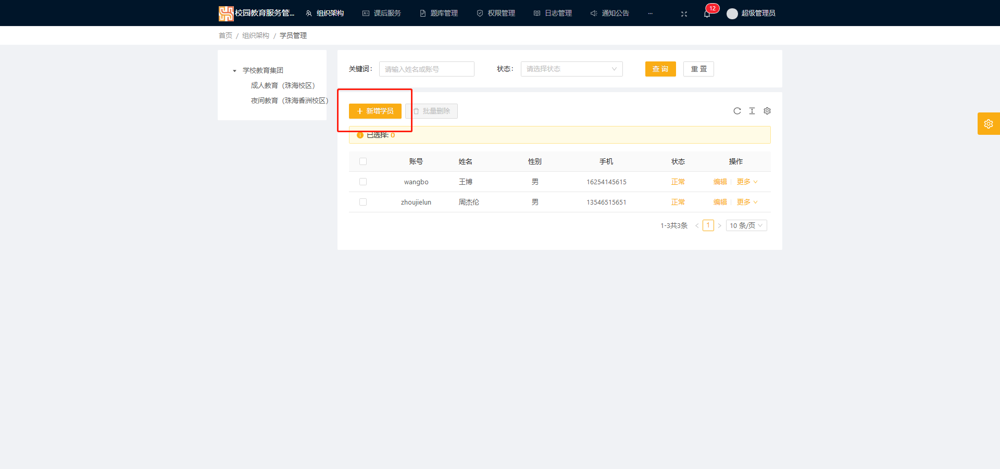 校园教育服务管...
组织架构
课后服务
题库管理
权限管理
日志管理
通知公告
...
12
超级管理员
首页 / 组织架构 / 学员管理
学校教育集团
成人教育（珠海校区）
夜间教育（珠海香洲校区）
关键词： 请输入姓名或账号
状态： 请选择状态
查 询
重 置
新增学员
批量删除
已选择: 0
账号 姓名 性别 手机 状态 操作
wangbo 王博 男 16254145615 正常 编辑 更多
zhoujielun 周杰伦 男 13546515651 正常 编辑 更多
1-3共3条 < 1 > 10 条/页